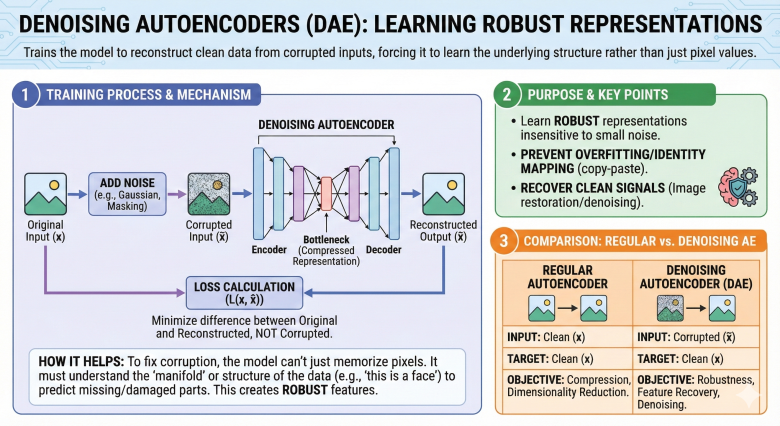 DENOISING AUTOENCODERS (DAE): LEARNING ROBUST REPRESENTATIONS
Trains the model to reconstruct clean data from corrupted inputs, forcing it to learn the underlying structure rather than just pixel values.
1 TRAINING PROCESS & MECHANISM
DENOISING AUTOENCODER
ADD NOISE
(e.g., Gaussian,
Masking)
Original
Input (x)
Corrupted
Input (x̃)
Encoder
Bottleneck
(Compressed
Representation)
Decoder
Reconstructed
Output (x̃)
LOSS CALCULATION
(L(x, x̂))
Minimize difference between Original
and Reconstructed, NOT Corrupted.
HOW IT HELPS: To fix corruption, the model can't just memorize pixels. It
must understand the 'manifold' or structure of the data (e.g., 'this is a face') to
predict missing/damaged parts. This creates ROBUST features.
2 PURPOSE & KEY POINTS
• Learn ROBUST representations
insensitive to small noise.
• PREVENT OVERFITTING/IDENTITY
MAPPING (copy-paste).
• RECOVER CLEAN SIGNALS (Image
restoration/denoising).
3 COMPARISON: REGULAR vs. DENOISING AE
REGULAR
AUTOENCODER
INPUT: Clean (x)
TARGET: Clean (x)
OBJECTIVE: Compression,
Dimensionality Reduction.
DENOISING
AUTOENCODER (DAE)
INPUT: Corrupted (x̃)
TARGET: Clean (x)
OBJECTIVE: Robustness,
Feature Recovery,
Denoising.